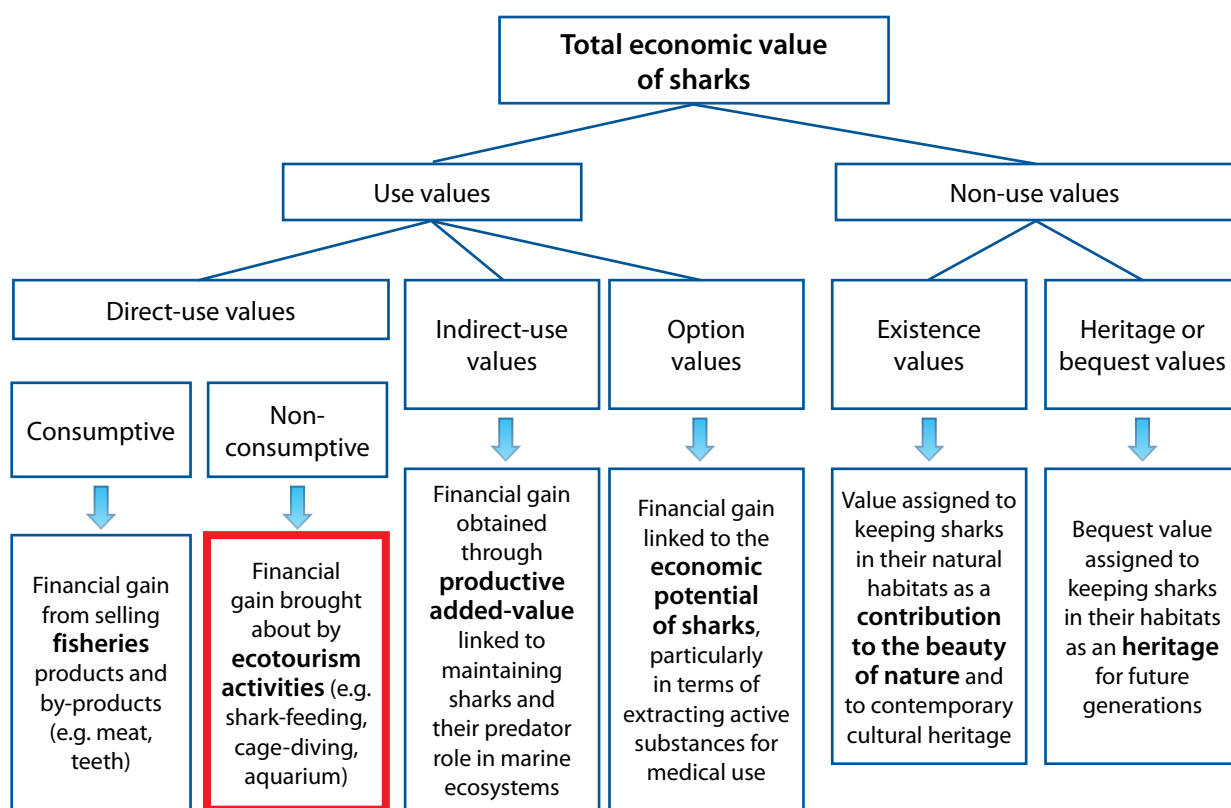 Total economic value
of sharks
Use values
Non-use values
Direct-use values
Indirect-use
values
Option
values
Existence
values
Heritage or
bequest values
Consumptive
Non-
consumptive
Financial gain
from selling
fisheries
products and
by-products
(e.g. meat,
teeth)
Financial
gain brought
about by
ecotourism
activities (e.g.
shark-feeding,
cage-diving,
aquarium)
Financial gain
obtained
through
productive
added-value
linked to
maintaining
sharks and
their predator
role in marine
ecosystems
Financial gain
linked to the
economic
potential
of sharks,
particularly
in terms of
extracting active
substances for
medical use
Value assigned to
keeping sharks
in their natural
habitats as a
contribution
to the beauty
of nature and
to contemporary
cultural heritage
Bequest value
assigned to
keeping sharks
in their habitats
as an heritage
for future
generations